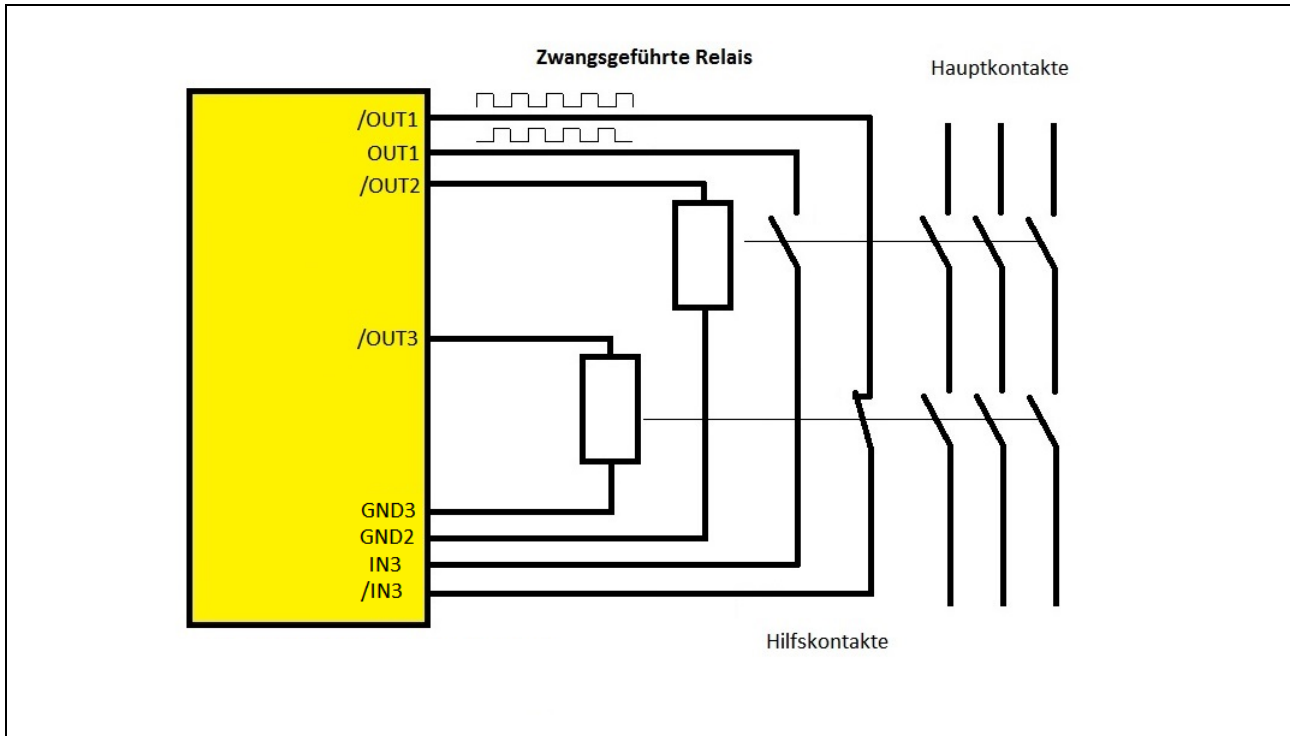 Zwangsgeführte Relais
Hauptkontakte
/OUT1
OUT1
/OUT2
/OUT3
GND3
GND2
IN3
/IN3
Hilfskontakte